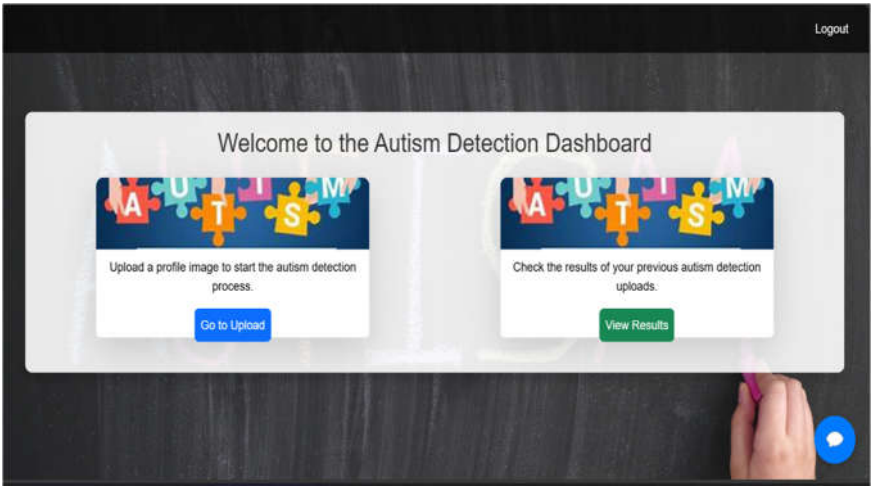 Logout
Welcome to the Autism Detection Dashboard
AUTISM
AUTISM
Upload a profile image to start the autism detection
process.
Check the results of your previous autism detection
uploads.
Go to Upload
View Results